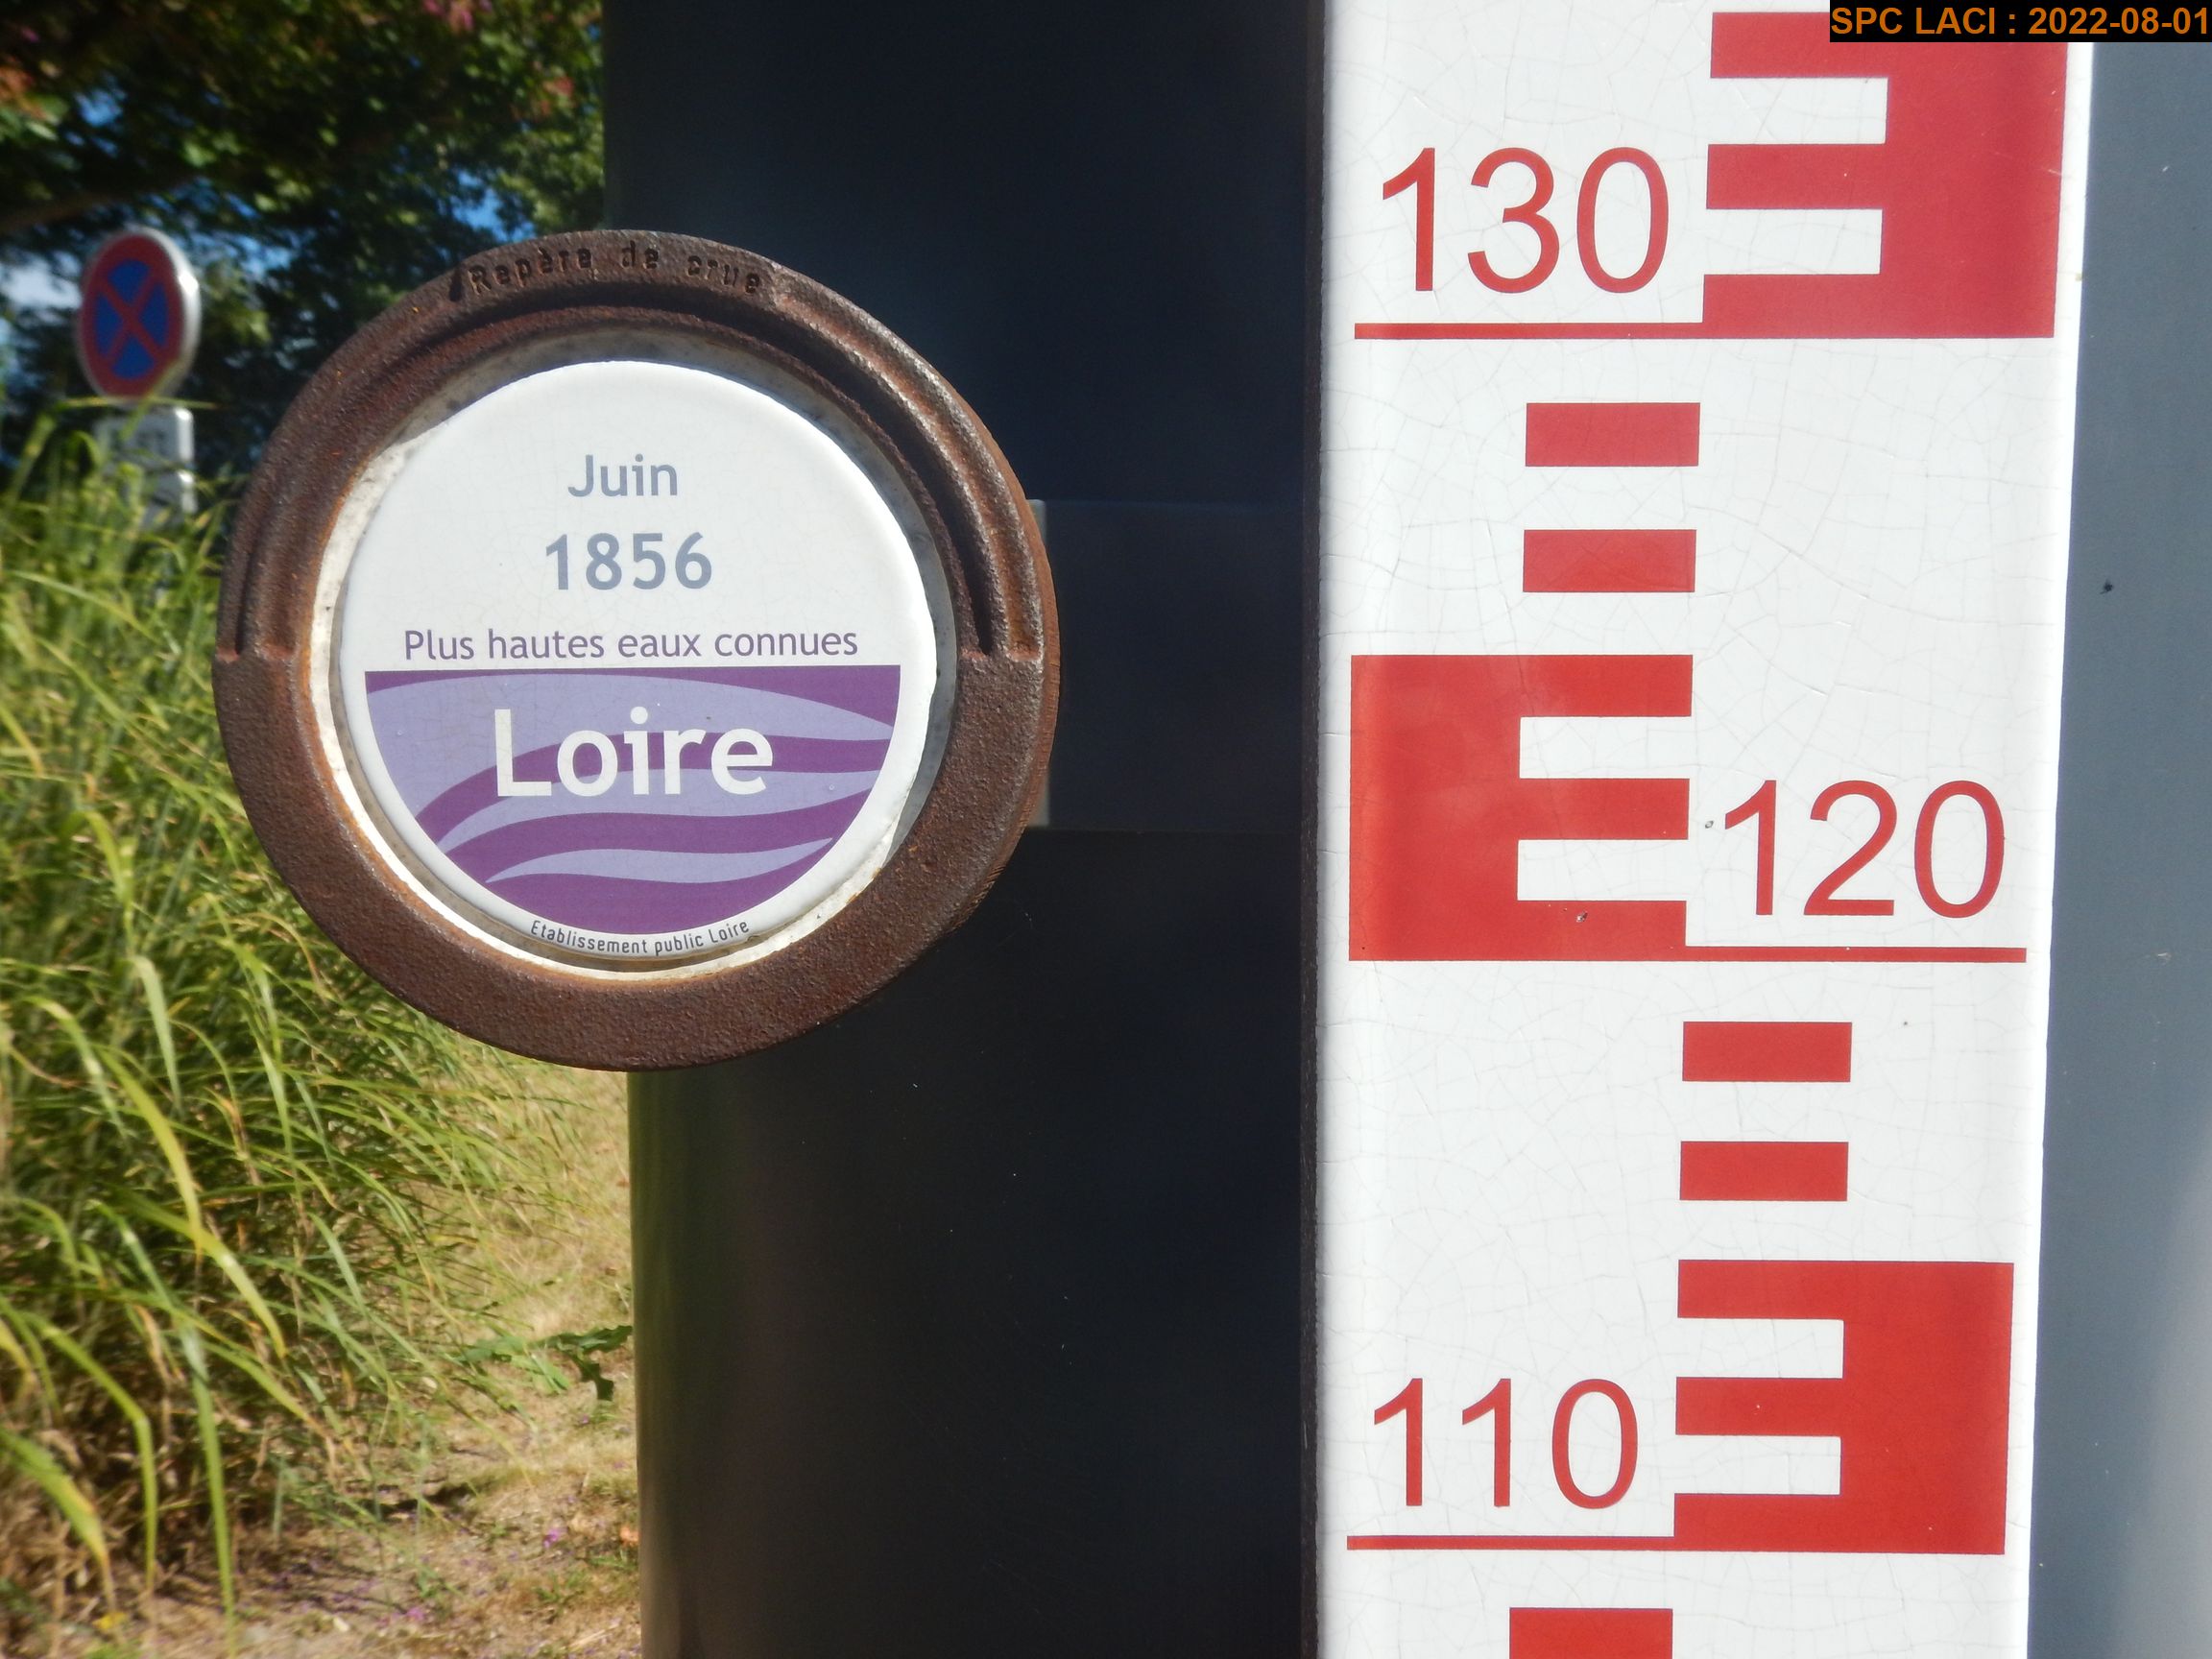 SPC LACI : 2022-08-01
Repère de crue
Juin
1856
Plus hautes eaux connues
Loire
Etablissement public Loire
130
120
110